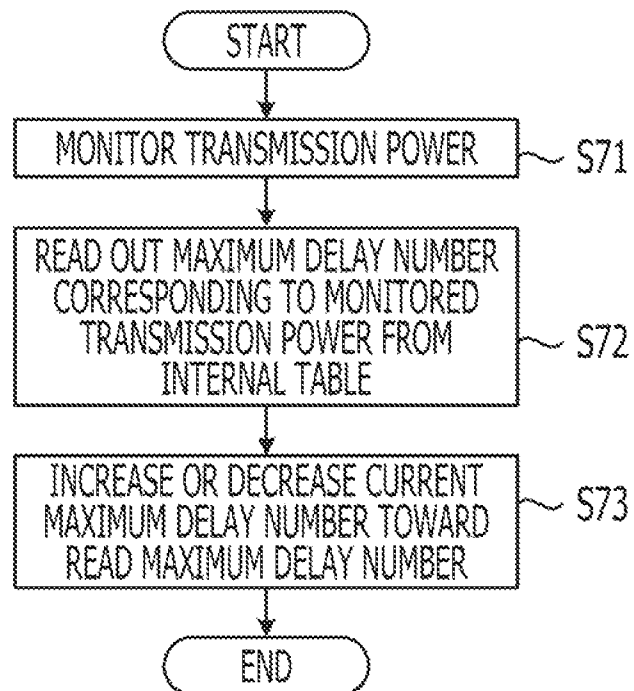 START
MONITOR TRANSMISSION POWER
S71
READ OUT MAXIMUM DELAY NUMBER
CORRESPONDING TO MONITORED
TRANSMISSION POWER FROM
INTERNAL TABLE
S72
INCREASE OR DECREASE CURRENT
MAXIMUM DELAY NUMBER TOWARD
READ MAXIMUM DELAY NUMBER
S73
END